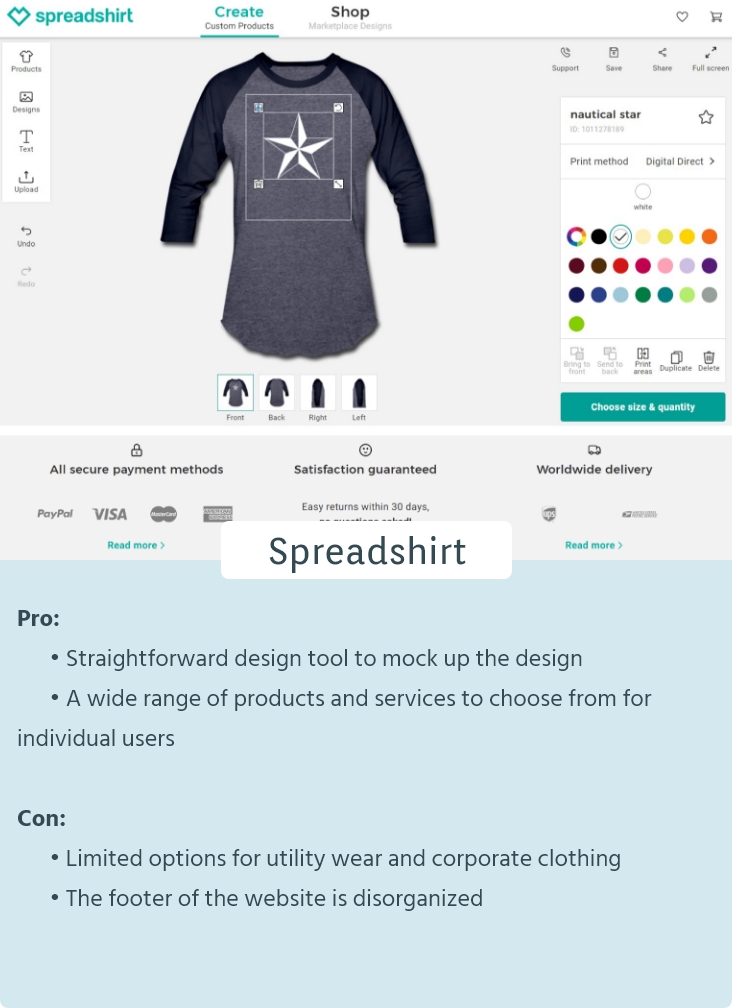 spreadshirt
Create
Custom Products
Shop
Marketplace Designs
Products
Designs
Text
Upload
Undo
Redo
Support
Save
Share
Full screen
nautical star
ID: 1011278189
Print method
Digital Direct
white
Bring to front
Send to back
Print areas
Duplicate
Delete
Choose size & quantity
Front
Back
Right
Left
All secure payment methods
Satisfaction guaranteed
Worldwide delivery
PayPal
VISA
MasterCard
AMERICAN EXPRESS
Easy returns within 30 days,
no questions asked!
ups
Read more >
Read more >
Spreadshirt
Pro:
• Straightforward design tool to mock up the design
• A wide range of products and services to choose from for
individual users
Con:
• Limited options for utility wear and corporate clothing
• The footer of the website is disorganized